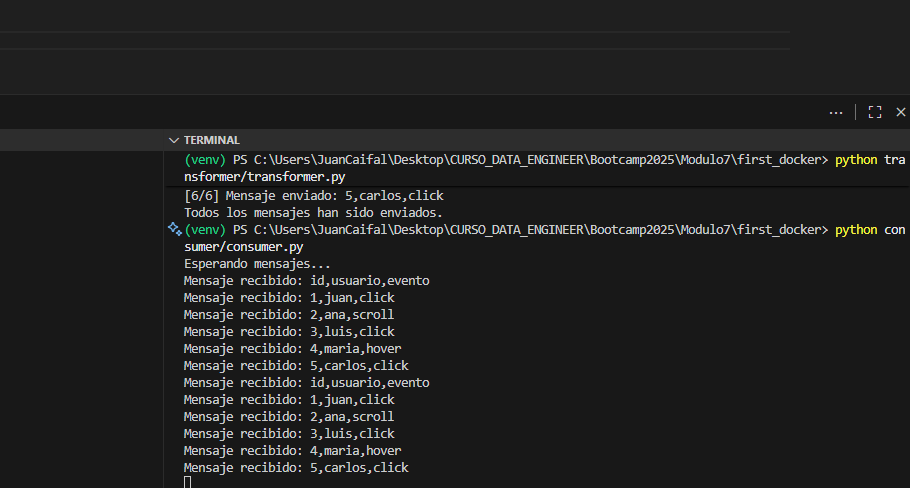 TERMINAL
(venv) PS C:\Users\JuanCaifal\Desktop\CURSO_DATA_ENGINEER\Bootcamp2025\Modulo7\first_docker> python tra
nsformer/transformer.py
[6/6] Mensaje enviado: 5,carlos,click
Todos los mensajes han sido enviados.
(venv) PS C:\Users\JuanCaifal\Desktop\CURSO_DATA_ENGINEER\Bootcamp2025\Modulo7\first_docker> python con
sumer/consumer.py
Esperando mensajes...
Mensaje recibido: id,usuario,evento
Mensaje recibido: 1,juan,click
Mensaje recibido: 2,ana,scroll
Mensaje recibido: 3,luis,click
Mensaje recibido: 4,maria,hover
Mensaje recibido: 5,carlos,click
Mensaje recibido: id,usuario,evento
Mensaje recibido: 1,juan,click
Mensaje recibido: 2,ana,scroll
Mensaje recibido: 3,luis,click
Mensaje recibido: 4,maria,hover
Mensaje recibido: 5,carlos,click